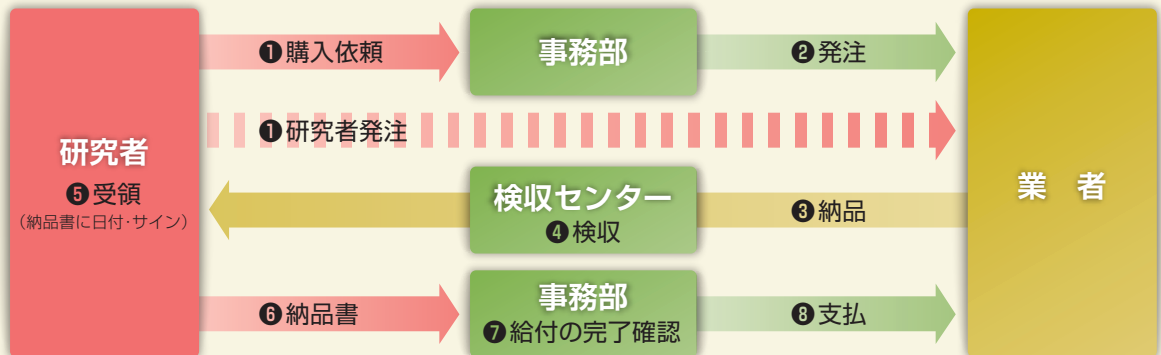 ❶購入依頼
事務部
❷発注
❶研究者発注
研究者
❺受領
（納品書に日付・サイン）
検収センター
❹検収
❸納品
業 者
❻納品書
事務部
❼給付の完了確認
❽支払